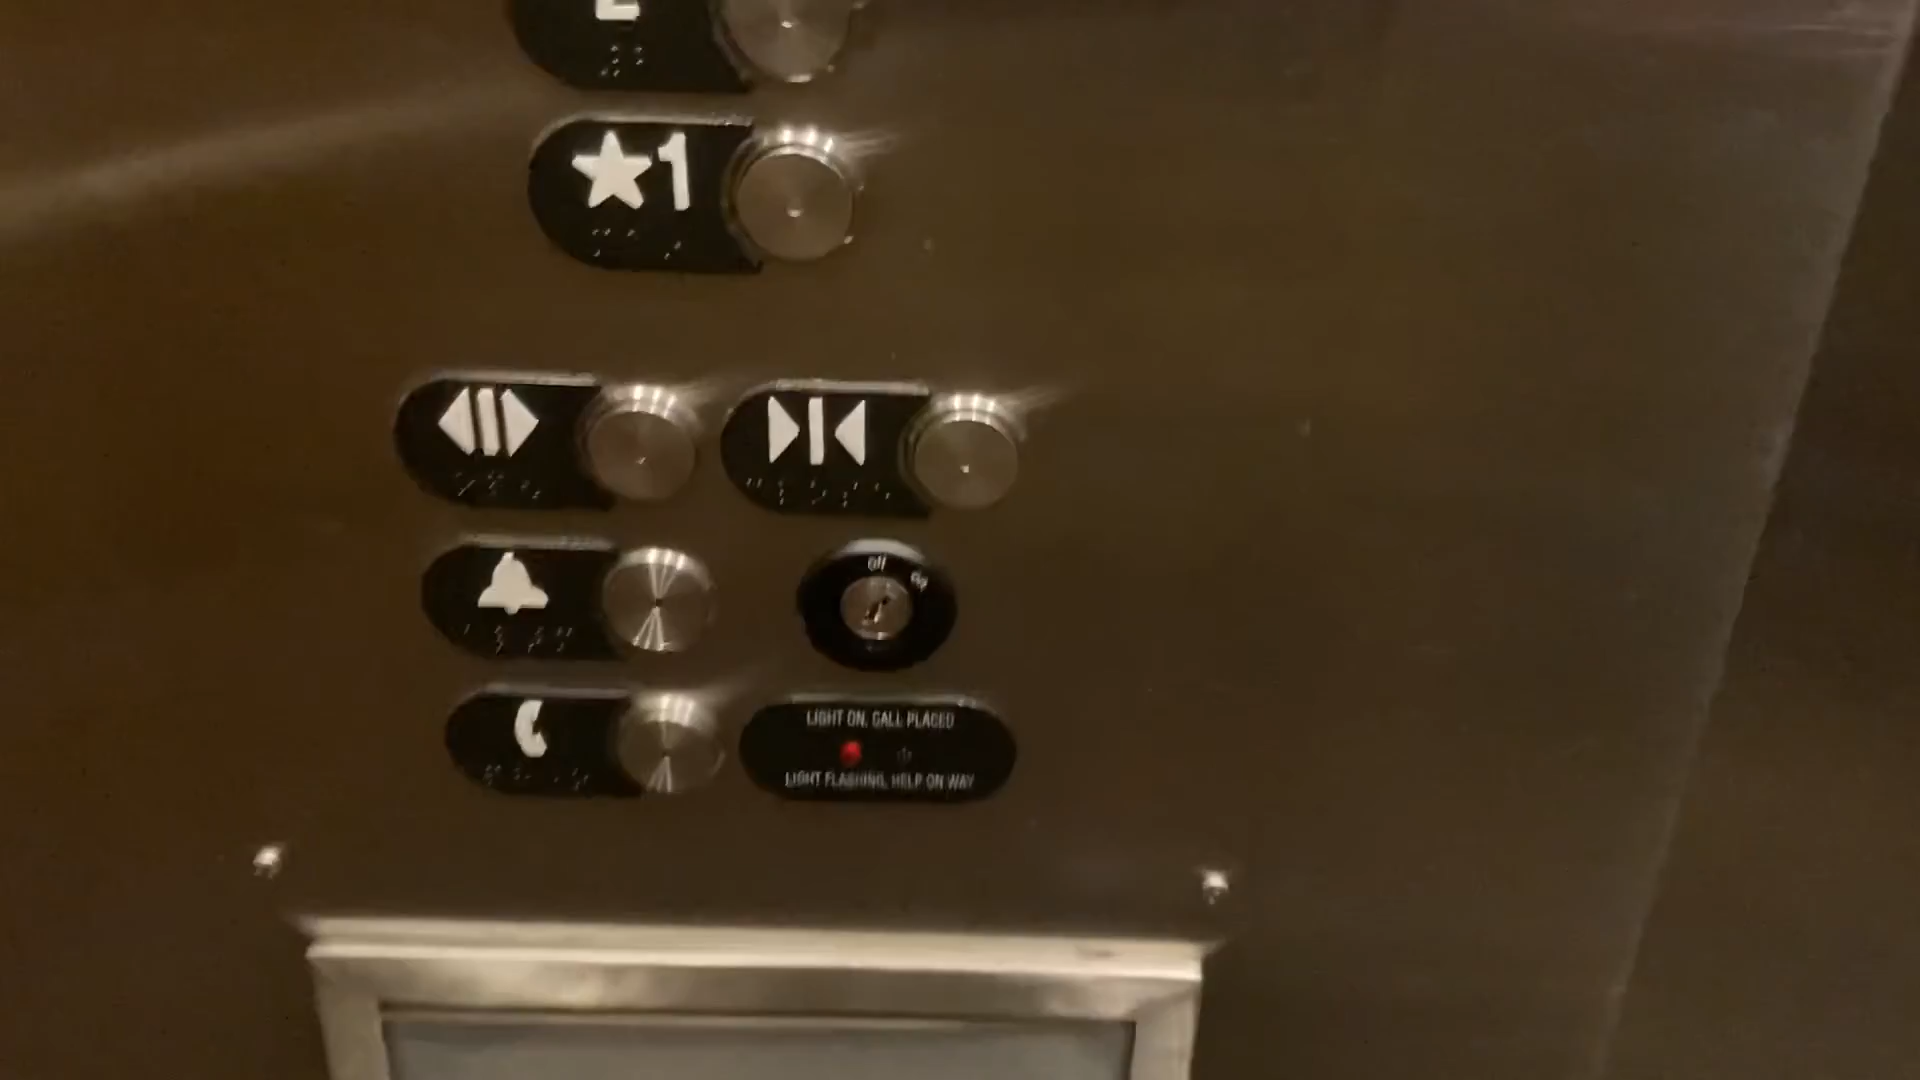 ★1
Off On
LIGHT ON, CALL PLACED
LIGHT FLASHING, HELP ON WAY